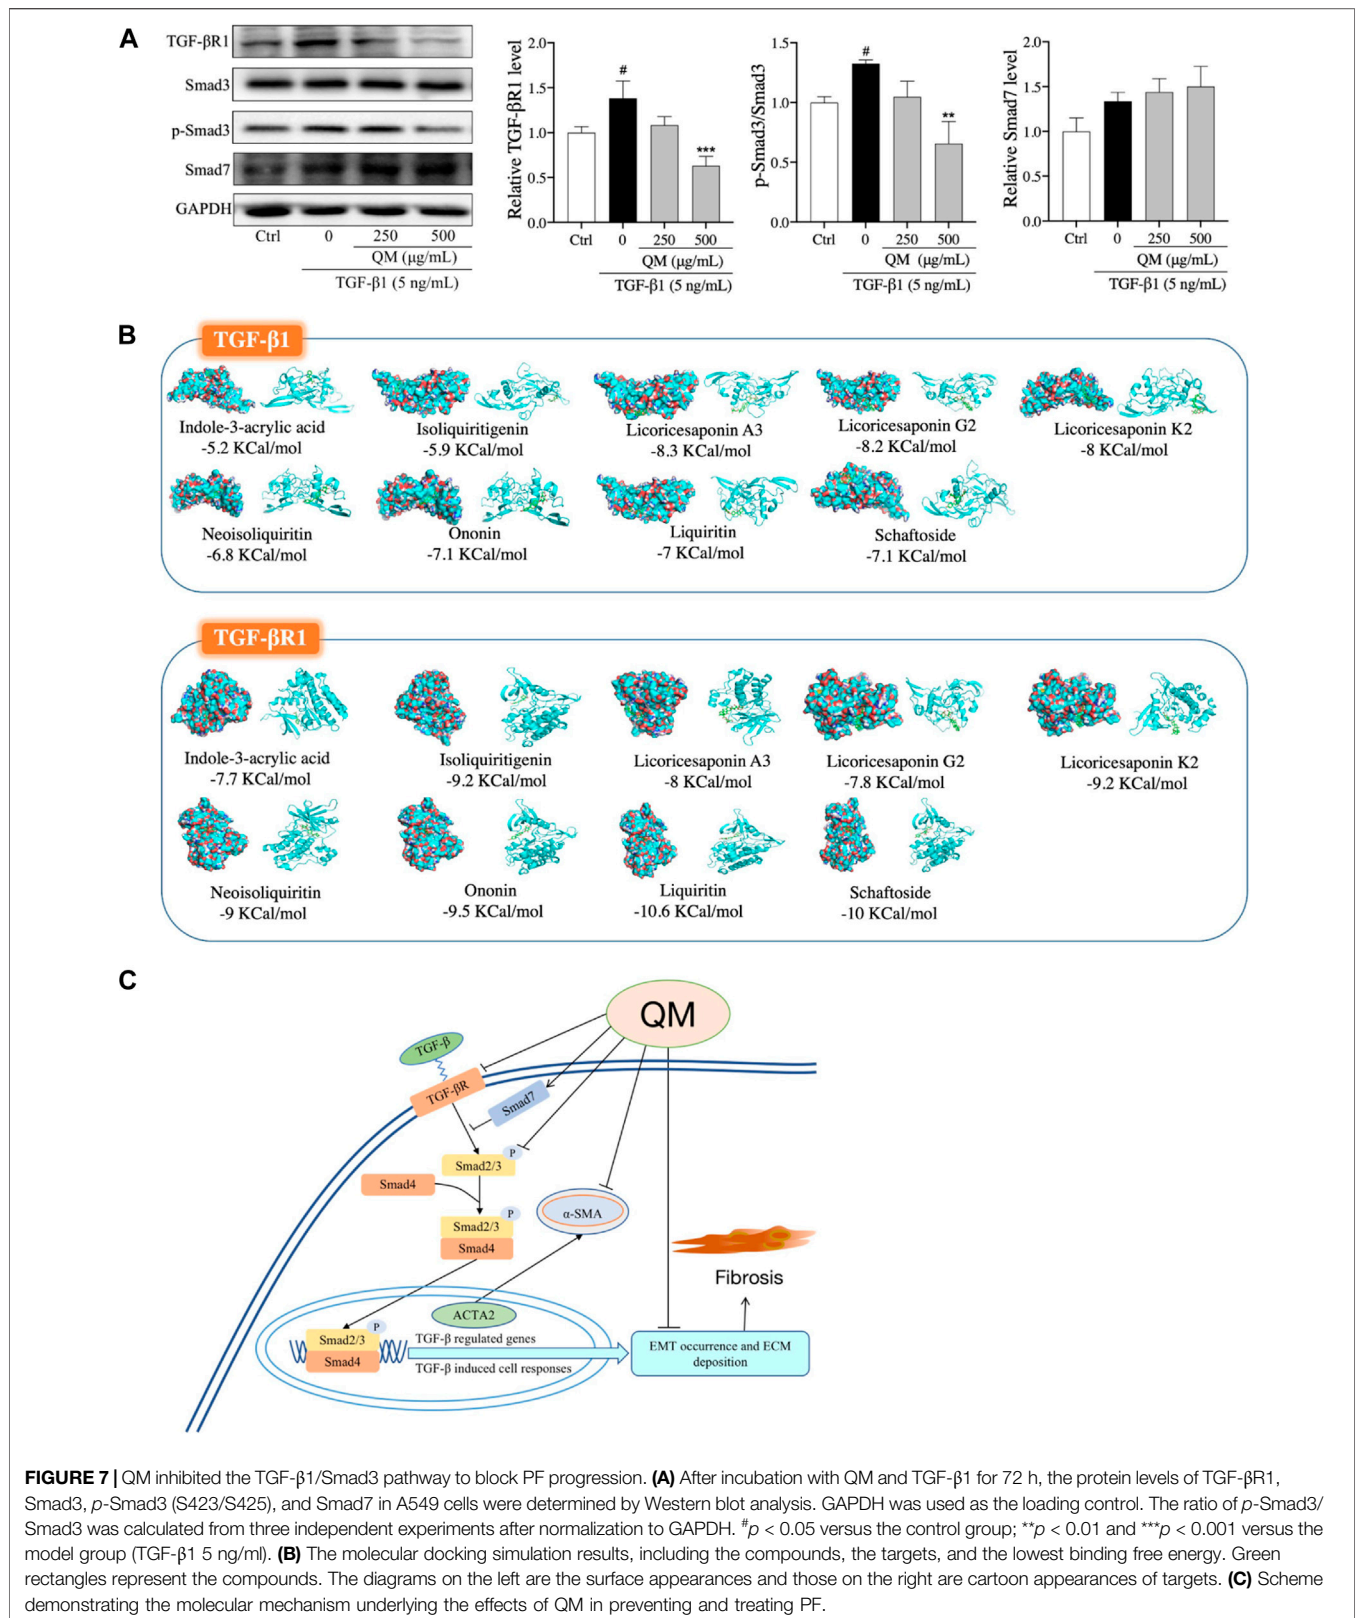 A
TGF-βR1
Smad3
p-Smad3
Smad7
GAPDH
Ctrl 0 250 500
QM (μg/mL)
TGF-β1 (5 ng/mL)
Relative TGF-βR1 level
2.0
1.5
1.0
0.5
0.0
#
***
Ctrl 0 250 500
QM (μg/mL)
TGF-β1 (5 ng/mL)
p-Smad3/Smad3
1.5
1.0
0.5
0.0
#
**
Ctrl 0 250 500
QM (μg/mL)
TGF-β1 (5 ng/mL)
Relative Smad7 level
2.0
1.5
1.0
0.5
0.0
Ctrl 0 250 500
QM (μg/mL)
TGF-β1 (5 ng/mL)
B
TGF-β1
Indole-3-acrylic acid
-5.2 KCal/mol
Isoliquiritigenin
-5.9 KCal/mol
Licoricesaponin A3
-8.3 KCal/mol
Licoricesaponin G2
-8.2 KCal/mol
Licoricesaponin K2
-8 KCal/mol
Neoisoliquiritin
-6.8 KCal/mol
Ononin
-7.1 KCal/mol
Liquiritin
-7 KCal/mol
Schaftoside
-7.1 KCal/mol
TGF-βR1
Indole-3-acrylic acid
-7.7 KCal/mol
Isoliquiritigenin
-9.2 KCal/mol
Licoricesaponin A3
-8 KCal/mol
Licoricesaponin G2
-7.8 KCal/mol
Licoricesaponin K2
-9.2 KCal/mol
Neoisoliquiritin
-9 KCal/mol
Ononin
-9.5 KCal/mol
Liquiritin
-10.6 KCal/mol
Schaftoside
-10 KCal/mol
C
QM
TGF-β
TGF-βR
Smad7
P
Smad2/3
Smad4
P
Smad2/3
Smad4
α-SMA
Fibrosis
ACTA2
P
Smad2/3
Smad4
TGF-β regulated genes
TGF-β induced cell responses
EMT occurrence and ECM
deposition
FIGURE 7 | QM inhibited the TGF-β1/Smad3 pathway to block PF progression. (A) After incubation with QM and TGF-β1 for 72 h, the protein levels of TGF-βR1,
Smad3, p-Smad3 (S423/S425), and Smad7 in A549 cells were determined by Western blot analysis. GAPDH was used as the loading control. The ratio of p-Smad3/
Smad3 was calculated from three independent experiments after normalization to GAPDH. #p < 0.05 versus the control group; **p < 0.01 and ***p < 0.001 versus the
model group (TGF-β1 5 ng/ml). (B) The molecular docking simulation results, including the compounds, the targets, and the lowest binding free energy. Green
rectangles represent the compounds. The diagrams on the left are the surface appearances and those on the right are cartoon appearances of targets. (C) Scheme
demonstrating the molecular mechanism underlying the effects of QM in preventing and treating PF.